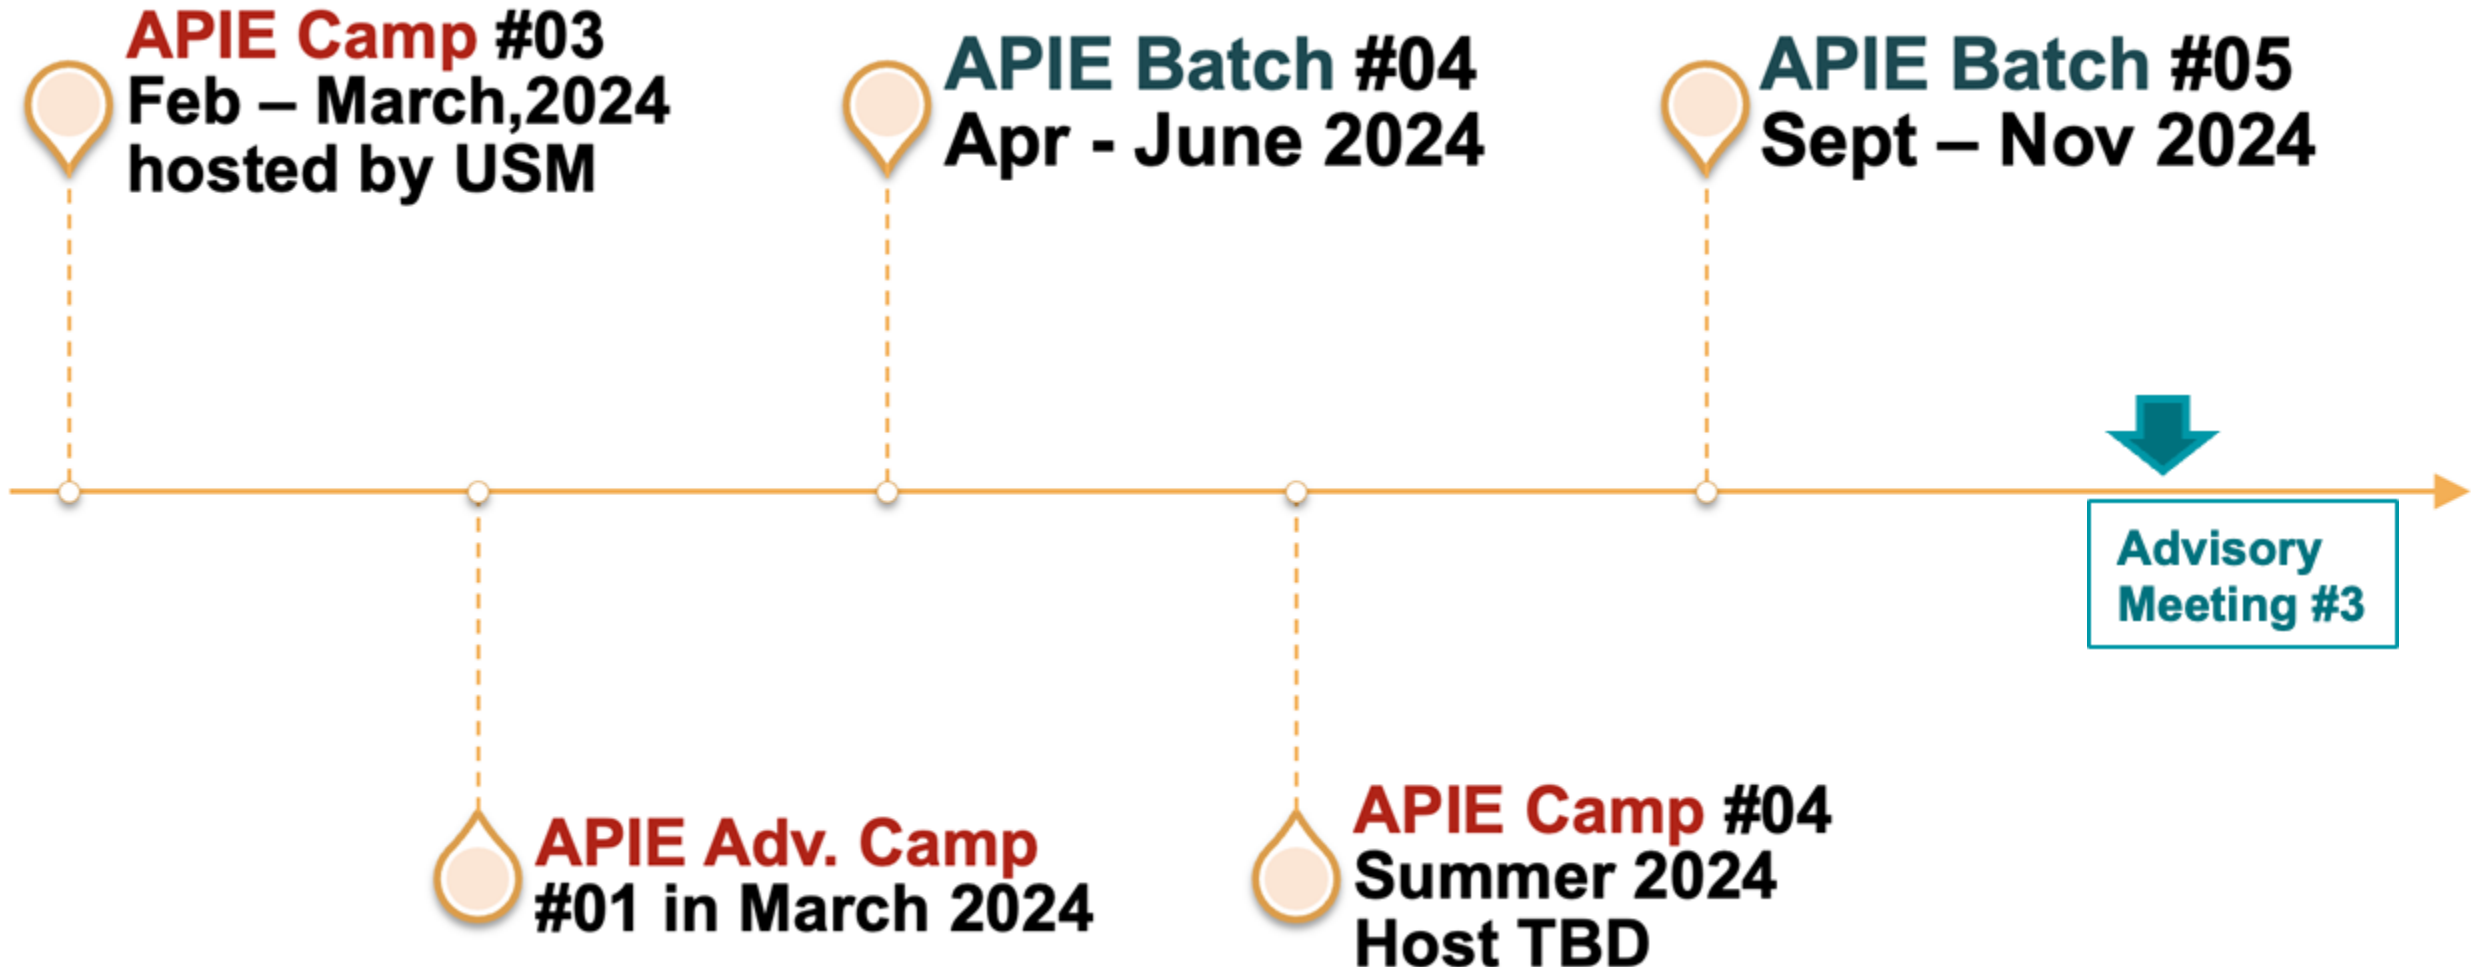 APIE Camp #03
Feb – March,2024
hosted by USM
APIE Batch #04
Apr - June 2024
APIE Batch #05
Sept – Nov 2024
Advisory
Meeting #3
APIE Adv. Camp
#01 in March 2024
APIE Camp #04
Summer 2024
Host TBD